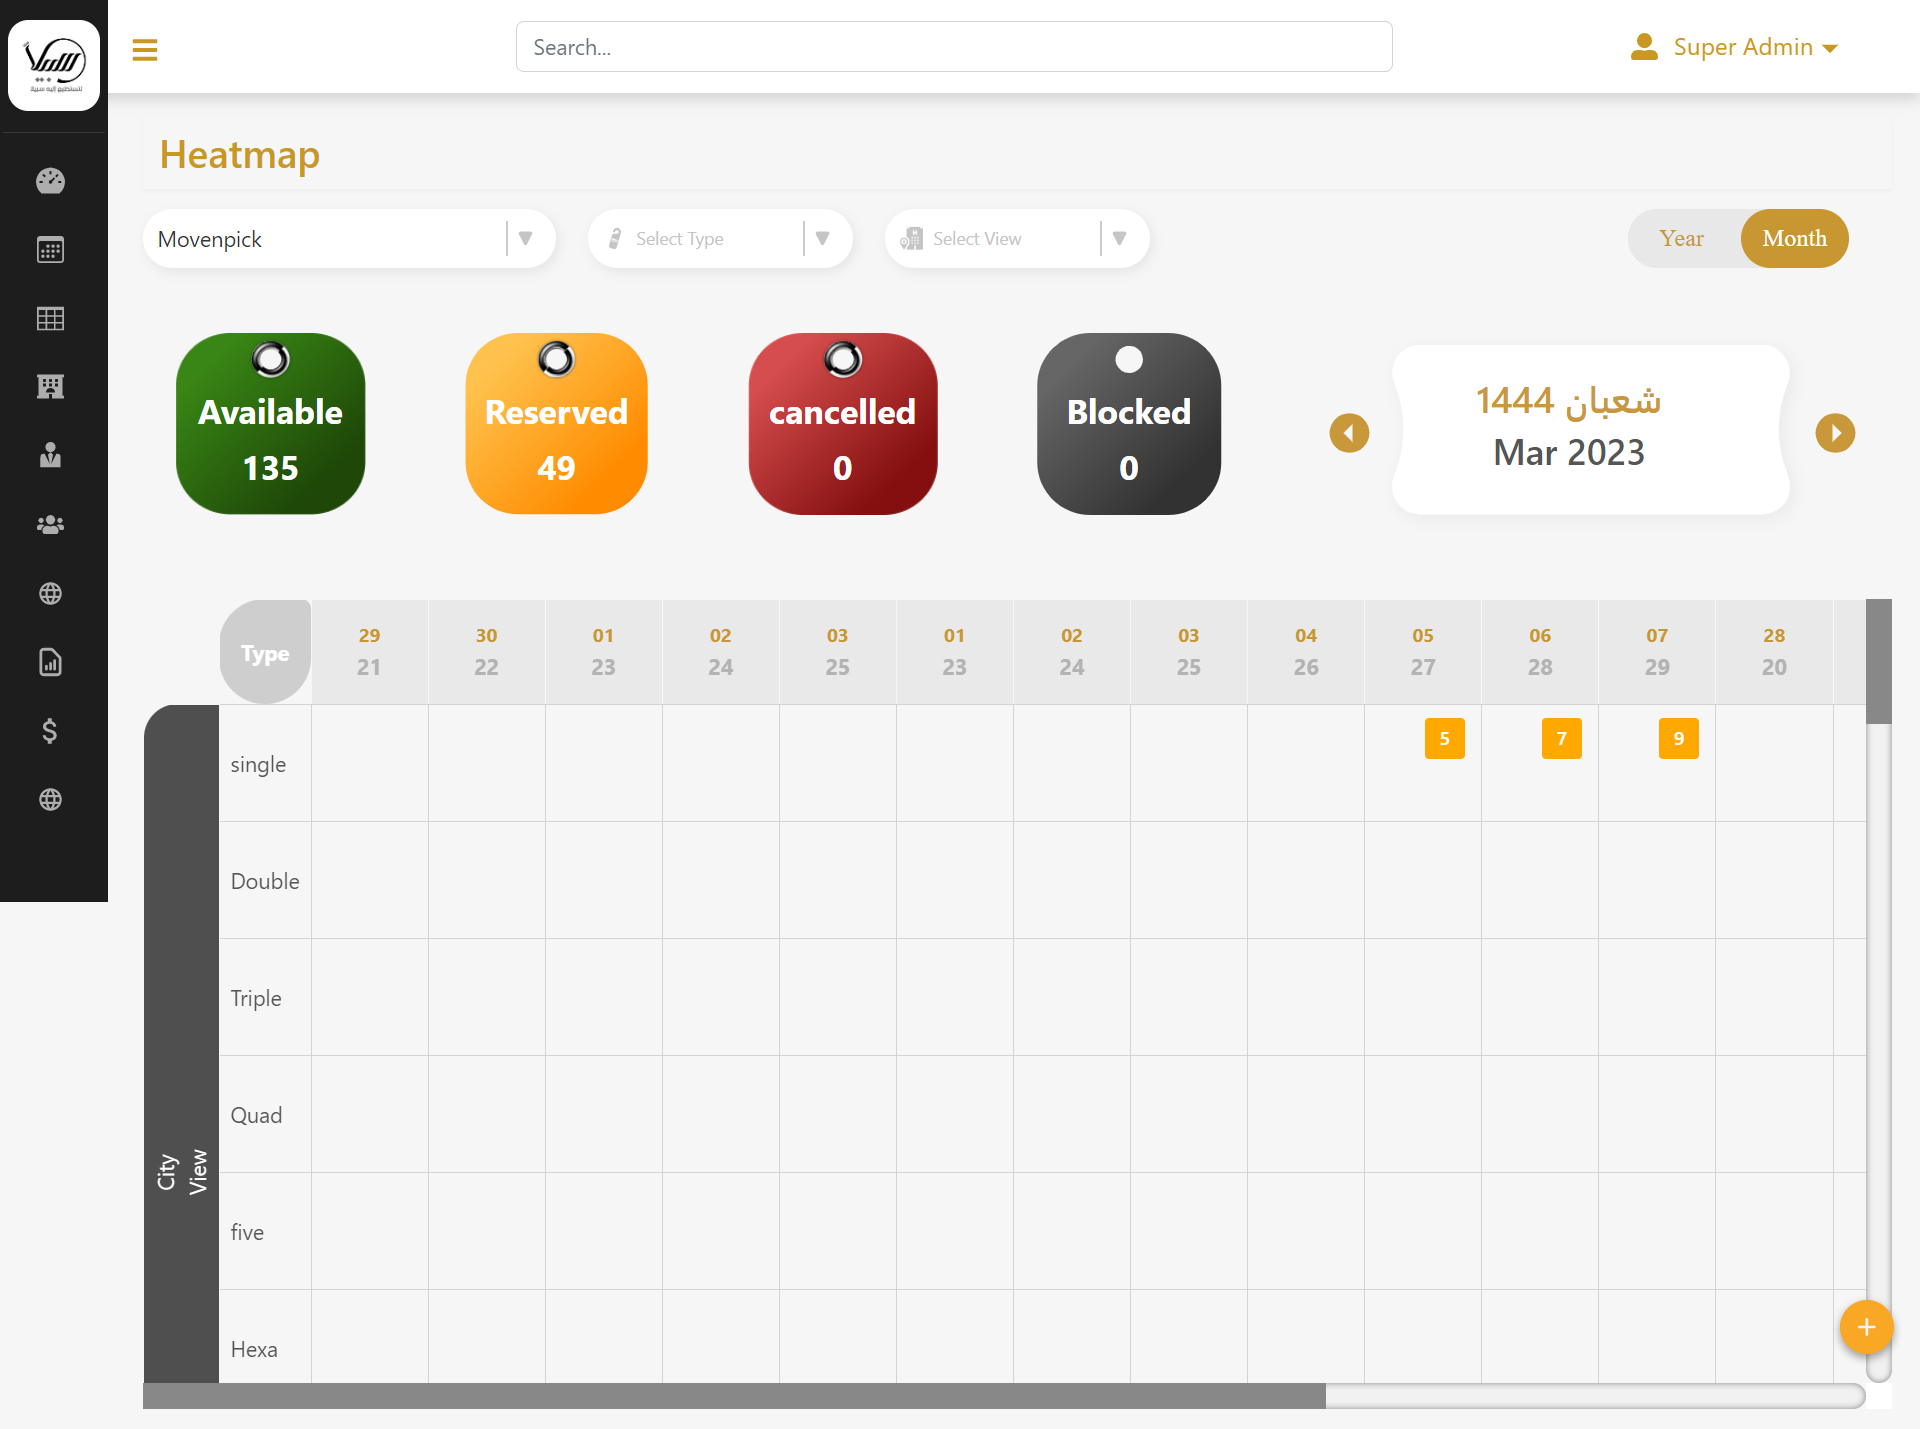 لتستطيع إليه سبيلا
Search...
Super Admin
Heatmap
Movenpick
Select Type
Select View
Year
Month
Available
135
Reserved
49
cancelled
0
Blocked
0
شعبان 1444
Mar 2023
Type
29 30 01 02 03 01 02 03 04 05 06 07 28
21 22 23 24 25 23 24 25 26 27 28 29 20
City
View
single
5 7 9
Double
Triple
Quad
five
Hexa